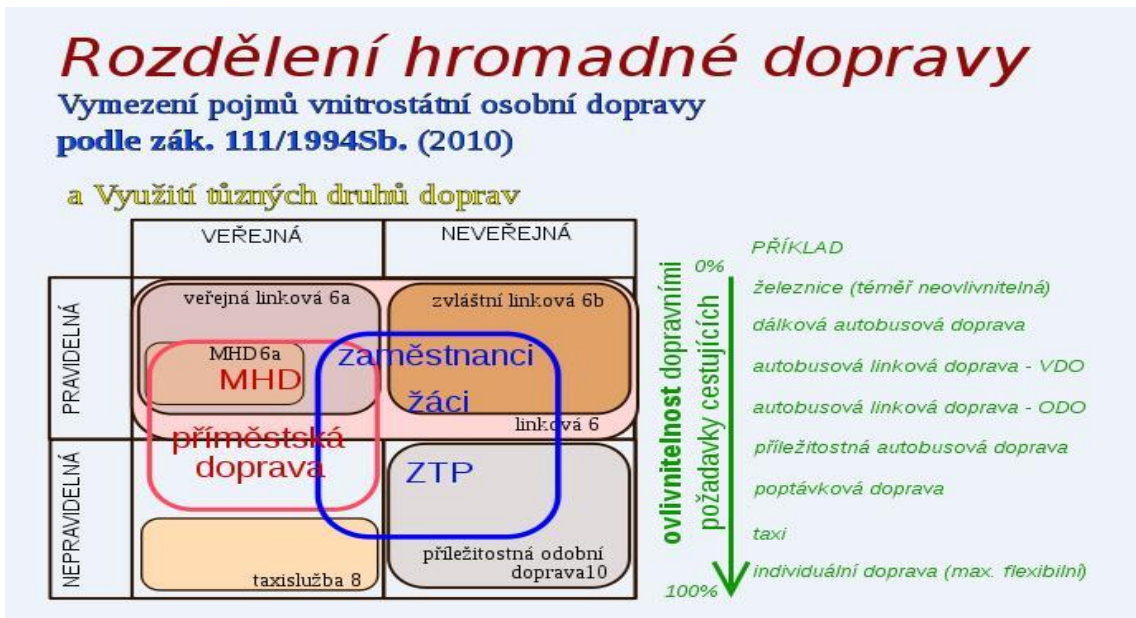 Rozdělení hromadné dopravy
Vymezení pojmů vnitrostátní osobní dopravy
podle zák. 111/1994Sb. (2010)
a Využití tůzných druhů doprav
VEŘEJNÁ
NEVEŘEJNÁ
PRAVIDELNÁ
veřejná linková 6a
zvláštní linková 6b
MHD 6a
MHD
zaměstnanci
žáci
linková 6
příměstská
doprava
NEPRAVIDELNÁ
ZTP
taxislužba 8
příležitostná odobní
doprava10
ovlivnitelnost dopravními
požadavky cestujících
0%
100%
PŘÍKLAD
železnice (téměř neovlivnitelná)
dálková autobusová doprava
autobusová linková doprava - VDO
autobusová linková doprava - ODO
příležitostná autobusová doprava
poptávková doprava
taxi
individuální doprava (max. flexibilní)